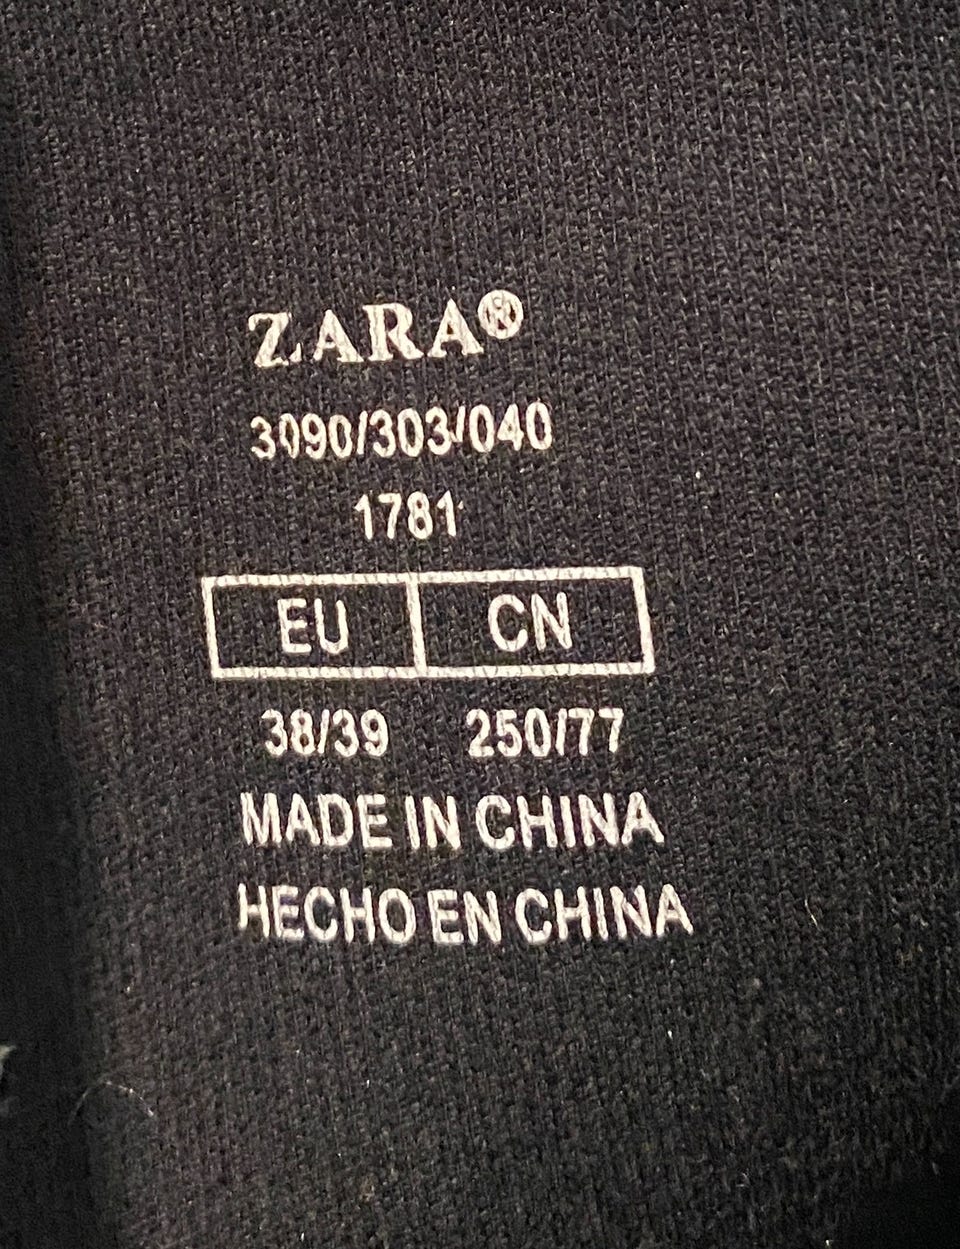 ZARA®
3090/303/040
1781
EU CN
38/39 250/77
MADE IN CHINA
HECHO EN CHINA